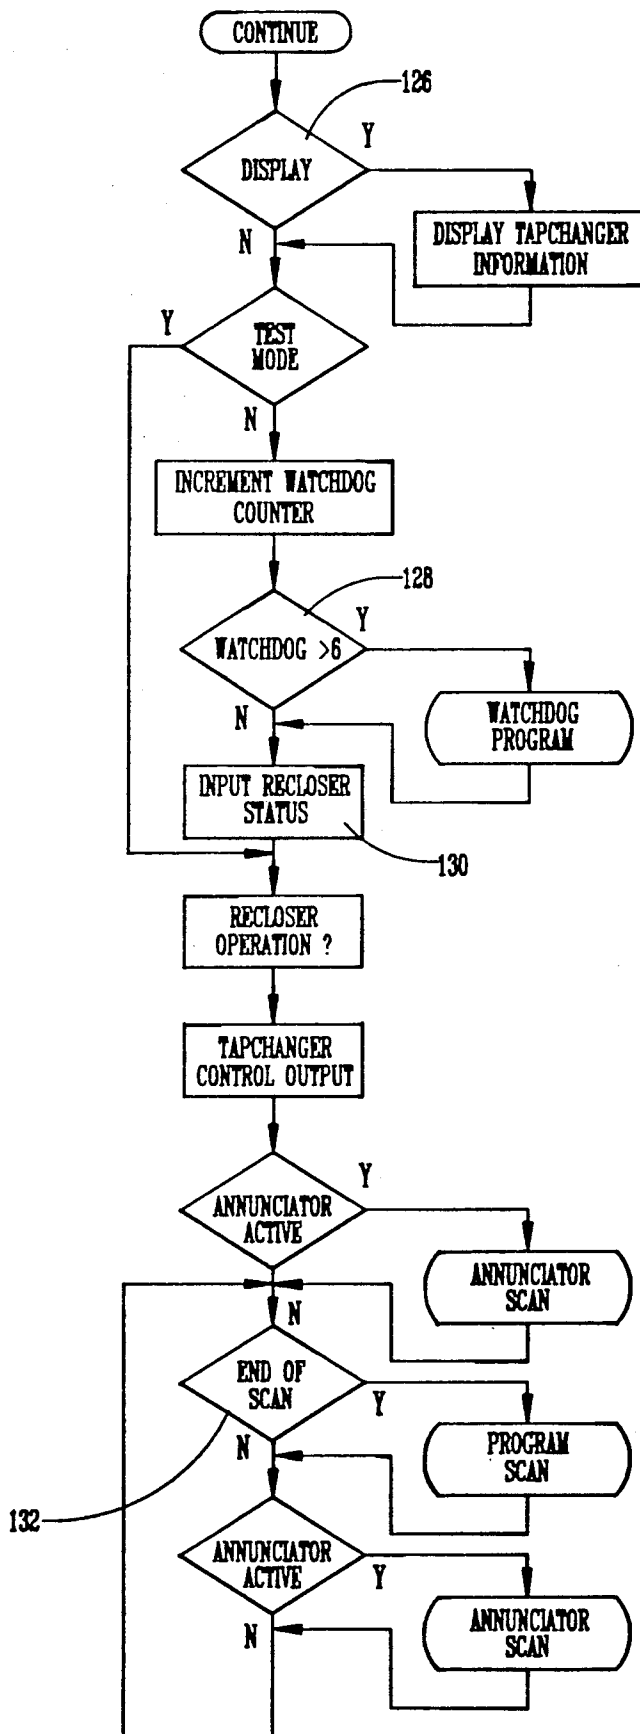 CONTINUE
126
Y
DISPLAY
N
DISPLAY TAPCHANGER
INFORMATION
Y
TEST
MODE
N
INCREMENT WATCHDOG
COUNTER
128
Y
WATCHDOG >6
N
WATCHDOG
PROGRAM
INPUT RECLOSER
STATUS
130
RECLOSER
OPERATION ?
TAPCHANGER
CONTROL OUTPUT
Y
ANNUNCIATOR
ACTIVE
ANNUNCIATOR
SCAN
N
END OF
SCAN
Y
N
PROGRAM
SCAN
132
ANNUNCIATOR
ACTIVE
Y
N
ANNUNCIATOR
SCAN